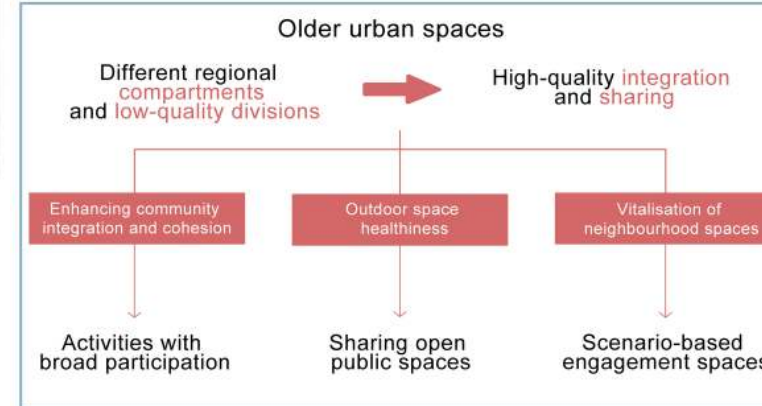 Older urban spaces
Different regional
compartments
and low-quality divisions
High-quality integration
and sharing
Enhancing community
integration and cohesion
Outdoor space
healthiness
Vitalisation of
neighbourhood spaces
Activities with
broad participation
Sharing open
public spaces
Scenario-based
engagement spaces